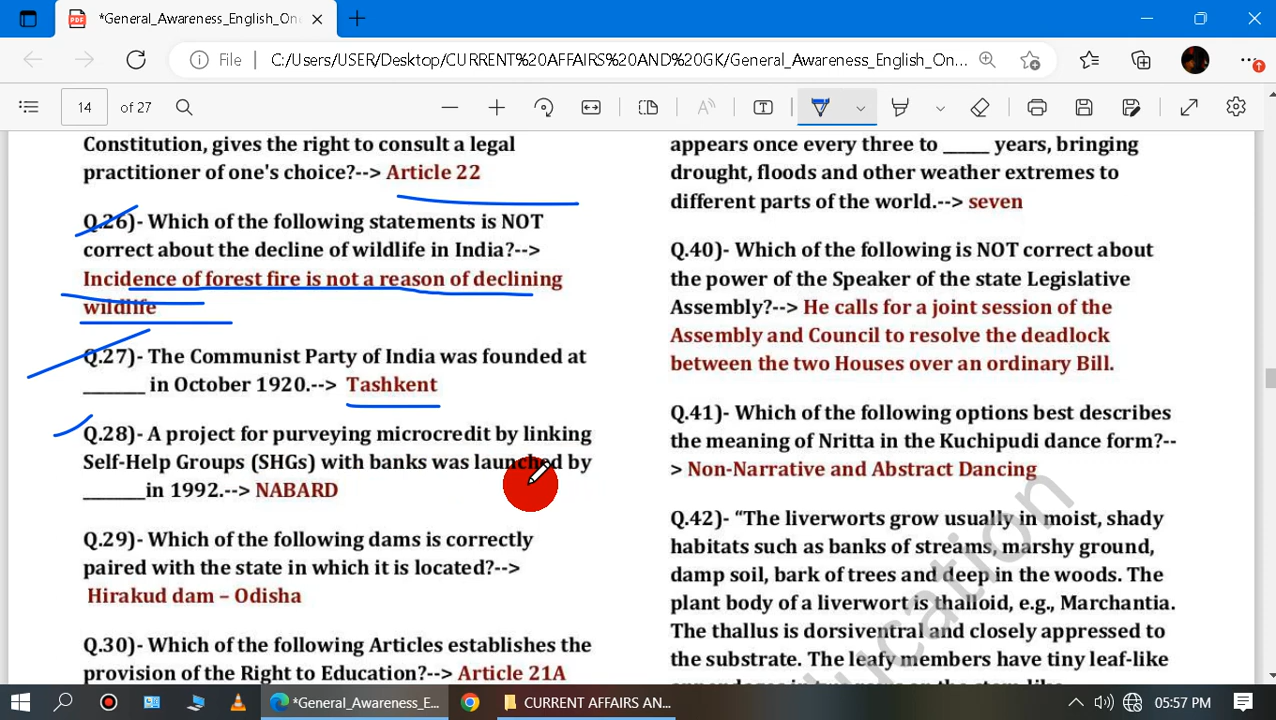 *General_Awareness_English_On
File
C:/Users/USER/Desktop/CURRENT%20AFFAIRS%20AND%20GK/General_Awareness_English_On...
14 of 27
Constitution, gives the right to consult a legal
practitioner of one's choice?--> Article 22
Q.26)- Which of the following statements is NOT
correct about the decline of wildlife in India?-->
Incidence of forest fire is not a reason of declining
wildlife
Q.27)- The Communist Party of India was founded at
_______ in October 1920.--> Tashkent
Q.28)- A project for purveying microcredit by linking
Self-Help Groups (SHGs) with banks was launched by
_______in 1992.--> NABARD
Q.29)- Which of the following dams is correctly
paired with the state in which it is located?-->
Hirakud dam – Odisha
Q.30)- Which of the following Articles establishes the
provision of the Right to Education?--> Article 21A
appears once every three to _____ years, bringing
drought, floods and other weather extremes to
different parts of the world.--> seven
Q.40)- Which of the following is NOT correct about
the power of the Speaker of the state Legislative
Assembly?--> He calls for a joint session of the
Assembly and Council to resolve the deadlock
between the two Houses over an ordinary Bill.
Q.41)- Which of the following options best describes
the meaning of Nritta in the Kuchipudi dance form?--
> Non-Narrative and Abstract Dancing
Q.42)- “The liverworts grow usually in moist, shady
habitats such as banks of streams, marshy ground,
damp soil, bark of trees and deep in the woods. The
plant body of a liverwort is thalloid, e.g., Marchantia.
The thallus is dorsiventral and closely appressed to
the substrate. The leafy members have tiny leaf-like
*General_Awareness_E...
CURRENT AFFAIRS AN...
05:57 PM